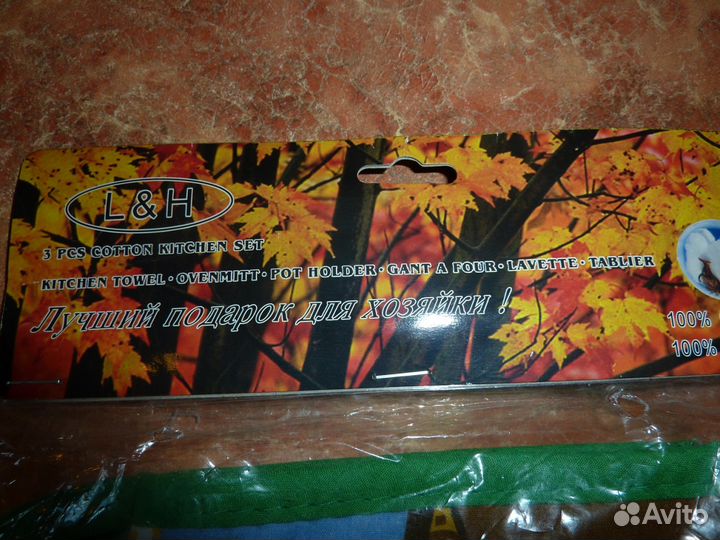 L&H
3 PCS COTTON KITCHEN SET
KITCHEN TOWEL · OVENMITT · POT HOLDER · GANT A FOUR · LAVETTE · TABLIER
Лучший подарок для хозяйки !
100%
100%
Avito